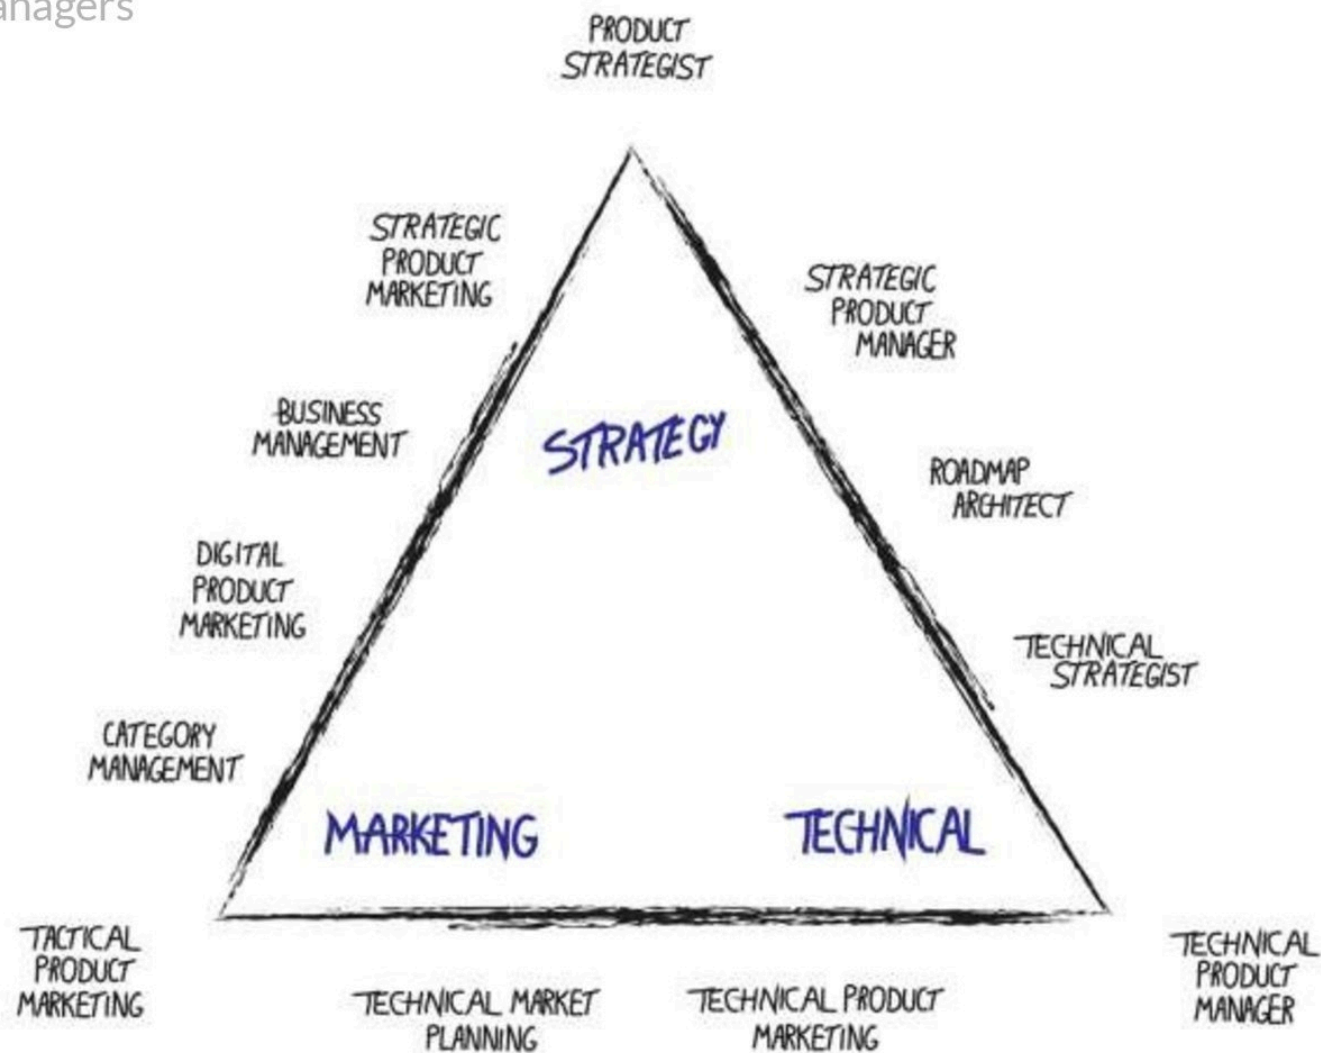 anagers
PRODUCT
STRATEGIST
STRATEGIC
PRODUCT
MARKETING
STRATEGIC
PRODUCT
MANAGER
BUSINESS
MANAGEMENT
STRATEGY
ROADMAP
ARCHITECT
DIGITAL
PRODUCT
MARKETING
TECHNICAL
STRATEGIST
CATEGORY
MANAGEMENT
MARKETING
TECHNICAL
TACTICAL
PRODUCT
MARKETING
TECHNICAL MARKET
PLANNING
TECHNICAL PRODUCT
MARKETING
TECHNICAL
PRODUCT
MANAGER